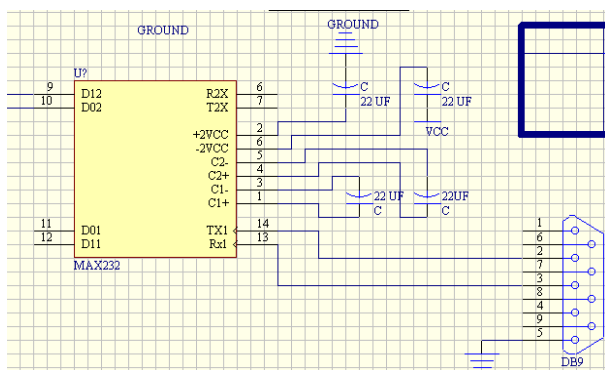 GROUND
GROUND
U?
9 D12
10 D02
R2X 6
T2X 7
+2VCC 2
-2VCC 6
C2- 5
C2+ 4
C1- 3
C1+ 1
11 D01
12 D11
TX1 14
Rx1 13
MAX232
C
22 UF
C
22 UF
VCC
22 UF
C
22UF
C
1
6
2
7
3
8
4
9
5
DB9